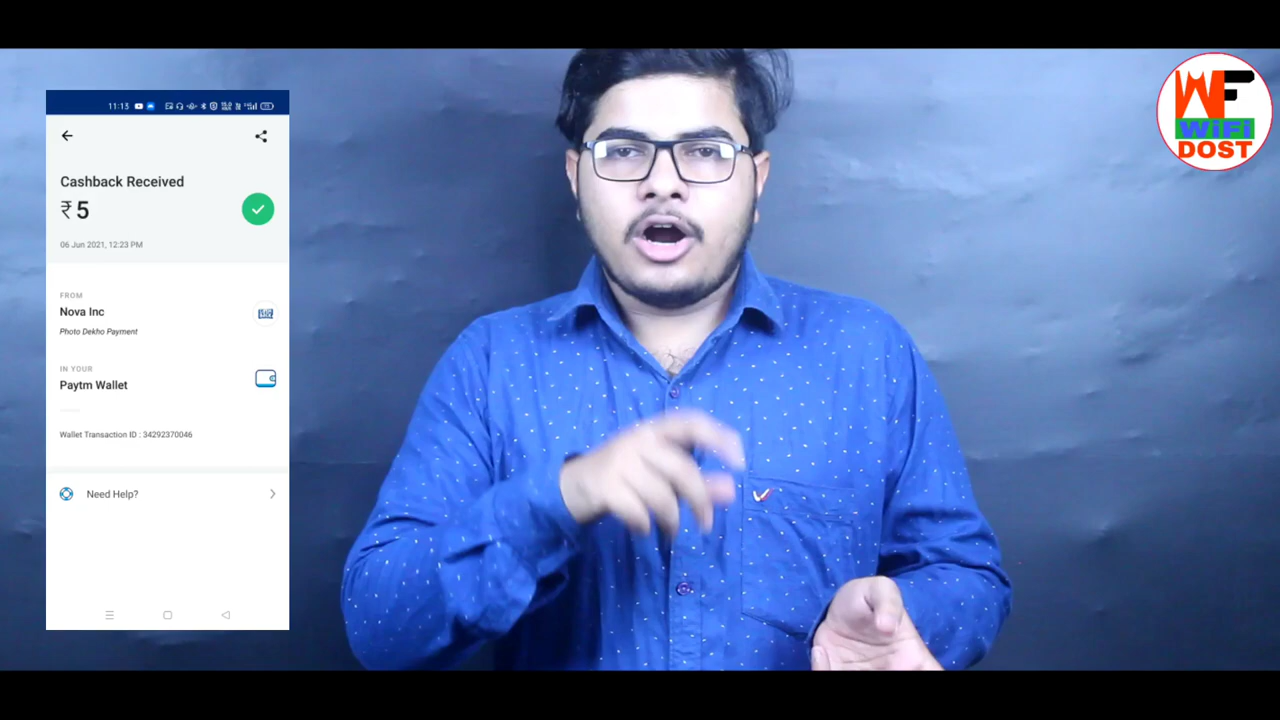 11:13
Cashback Received
₹5
06 Jun 2021, 12:23 PM
FROM
Nova Inc
Photo Dekho Payment
IN YOUR
Paytm Wallet
Wallet Transaction ID : 34292370046
Need Help?
WF
WiFi
DOST